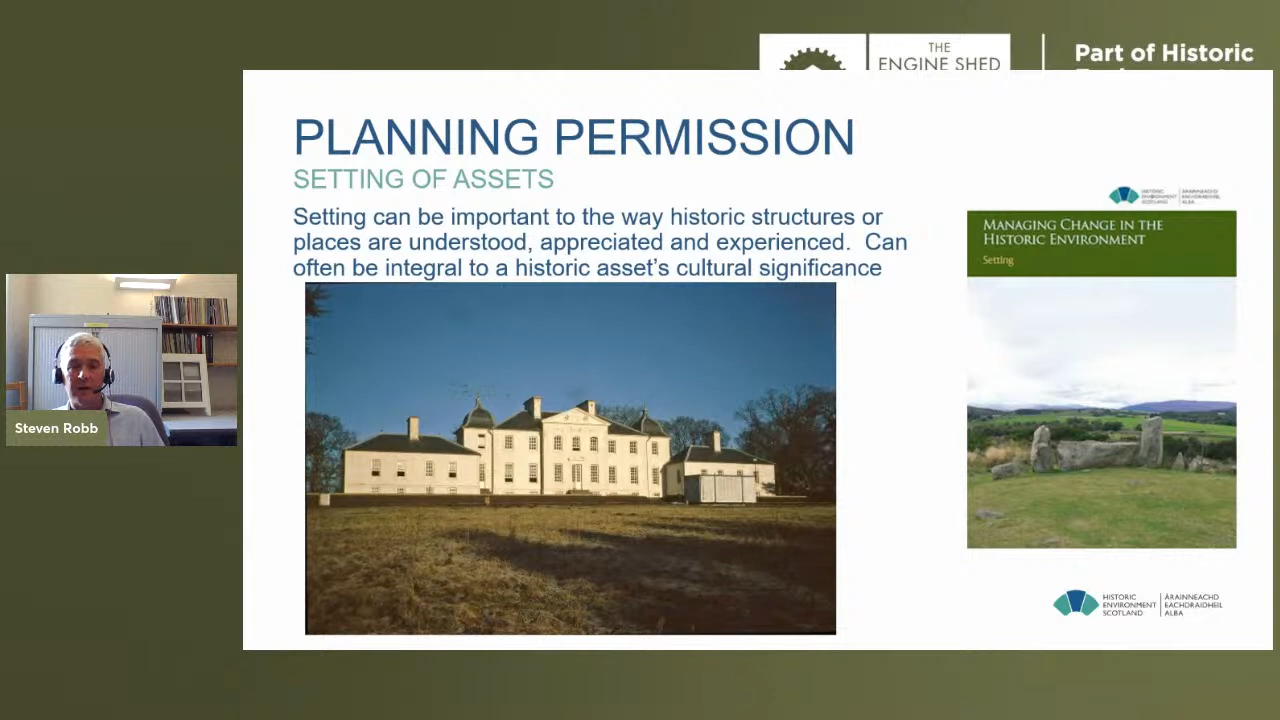 THE
ENGINE SHED
Part of Historic
PLANNING PERMISSION
SETTING OF ASSETS
Setting can be important to the way historic structures or
places are understood, appreciated and experienced.  Can
often be integral to a historic asset's cultural significance
HISTORIC
ENVIRONMENT
SCOTLAND
ÀRAINNEACHD
EACHDRAIDHEIL
ALBA
MANAGING CHANGE IN THE
HISTORIC ENVIRONMENT
Setting
Steven Robb
HISTORIC
ENVIRONMENT
SCOTLAND
ÀRAINNEACHD
EACHDRAIDHEIL
ALBA